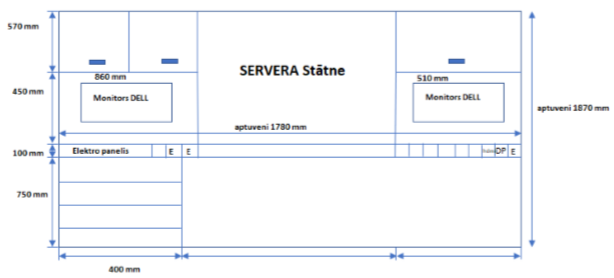 570 mm
SERVERA Stātne
860 mm
510 mm
450 mm
Monitors DELL
Monitors DELL
aptuveni 1870 mm
aptuveni 1780 mm
100 mm
Elektro panelis
E
E
DP
E
750 mm
400 mm